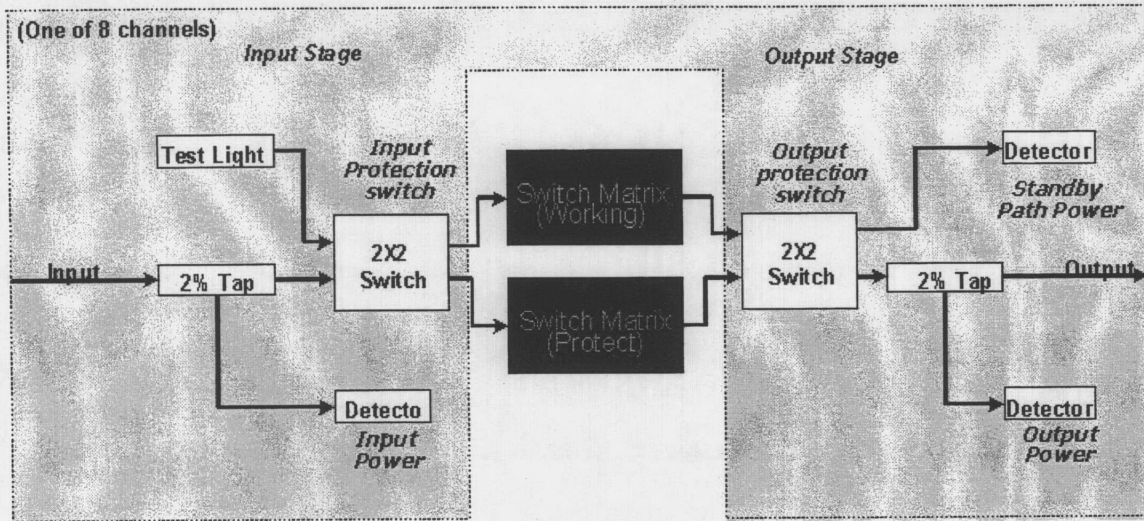 (One of 8 channels)
Input Stage
Output Stage
Test Light
Input
Protection
switch
Switch Matrix
(Working)
Output
protection
switch
Detector
Standby
Path Power
2X2
Switch
2X2
Switch
Input
2% Tap
Switch Matrix
(Protect)
2% Tap
Output
Detecto
Input
Power
Detector
Output
Power